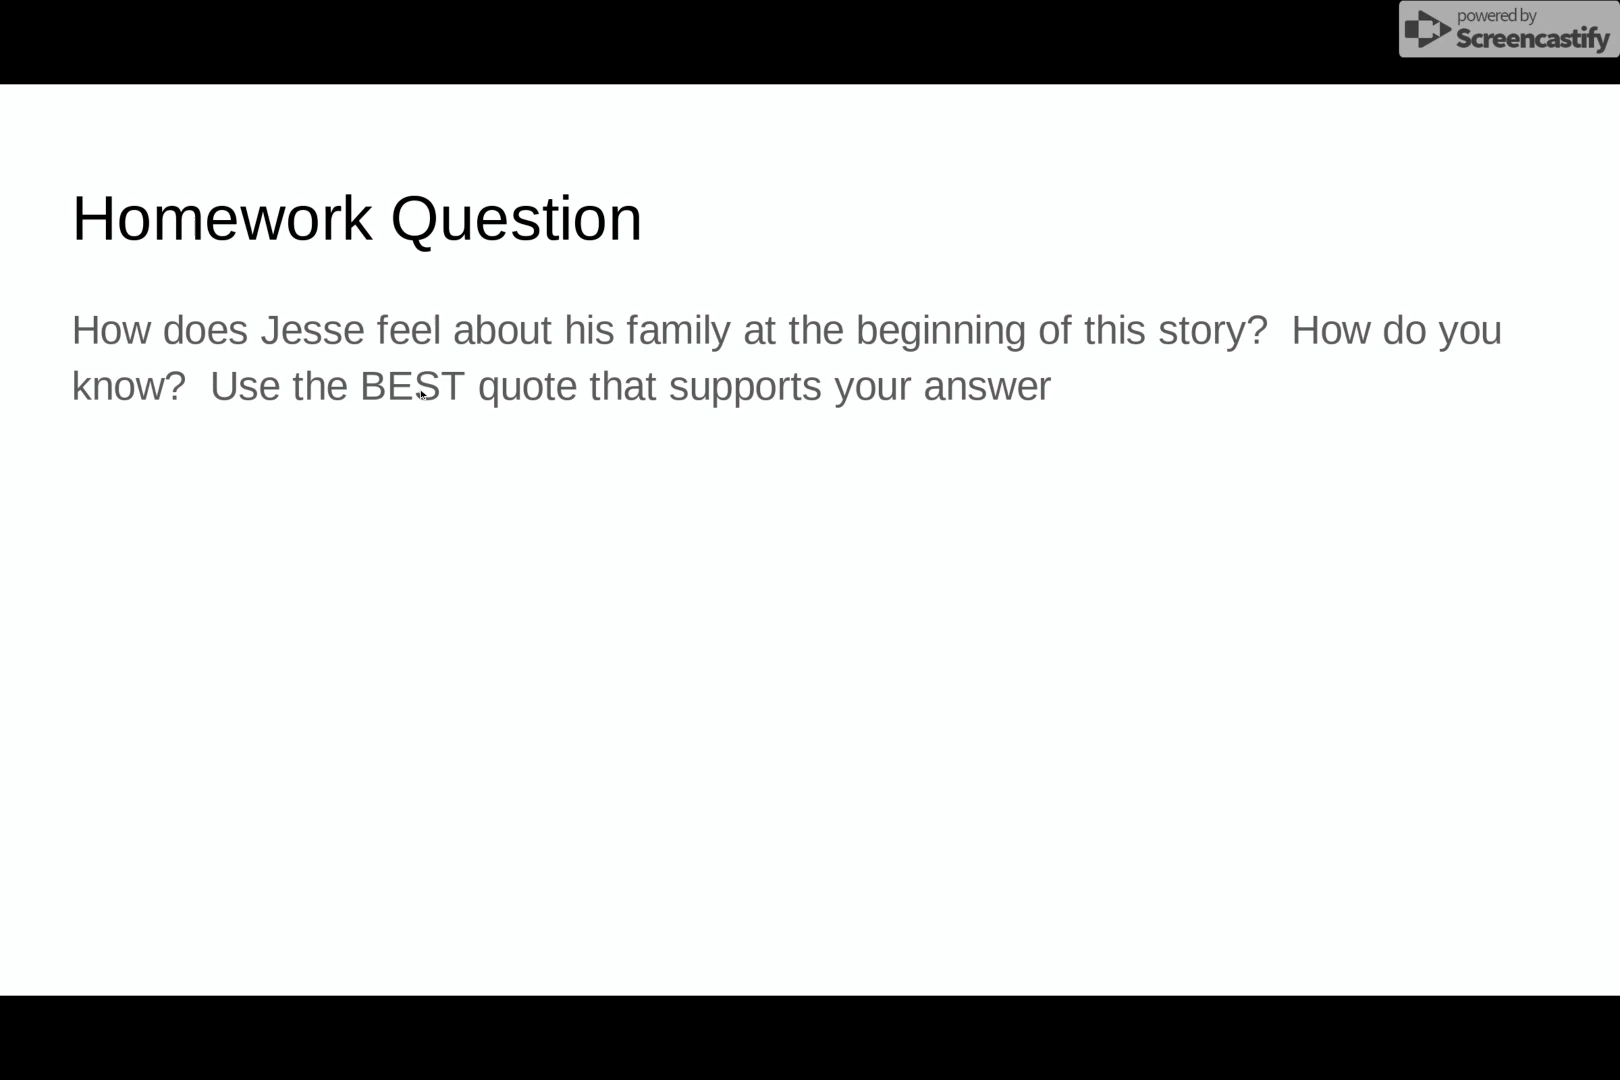 powered by
Screencastify
Homework Question
How does Jesse feel about his family at the beginning of this story?  How do you
know?  Use the BEST quote that supports your answer